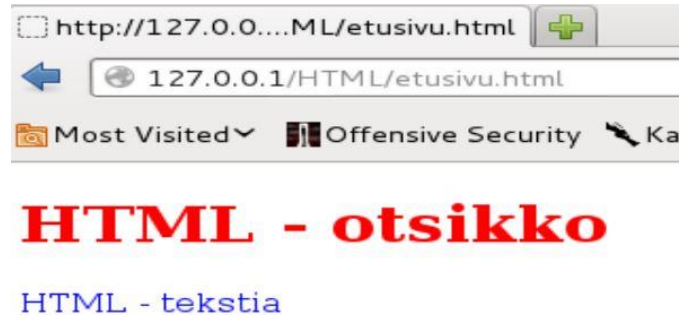 http://127.0.0....ML/etusivu.html
127.0.0.1/HTML/etusivu.html
Most Visited Offensive Security Ka
HTML - otsikko
HTML - tekstia